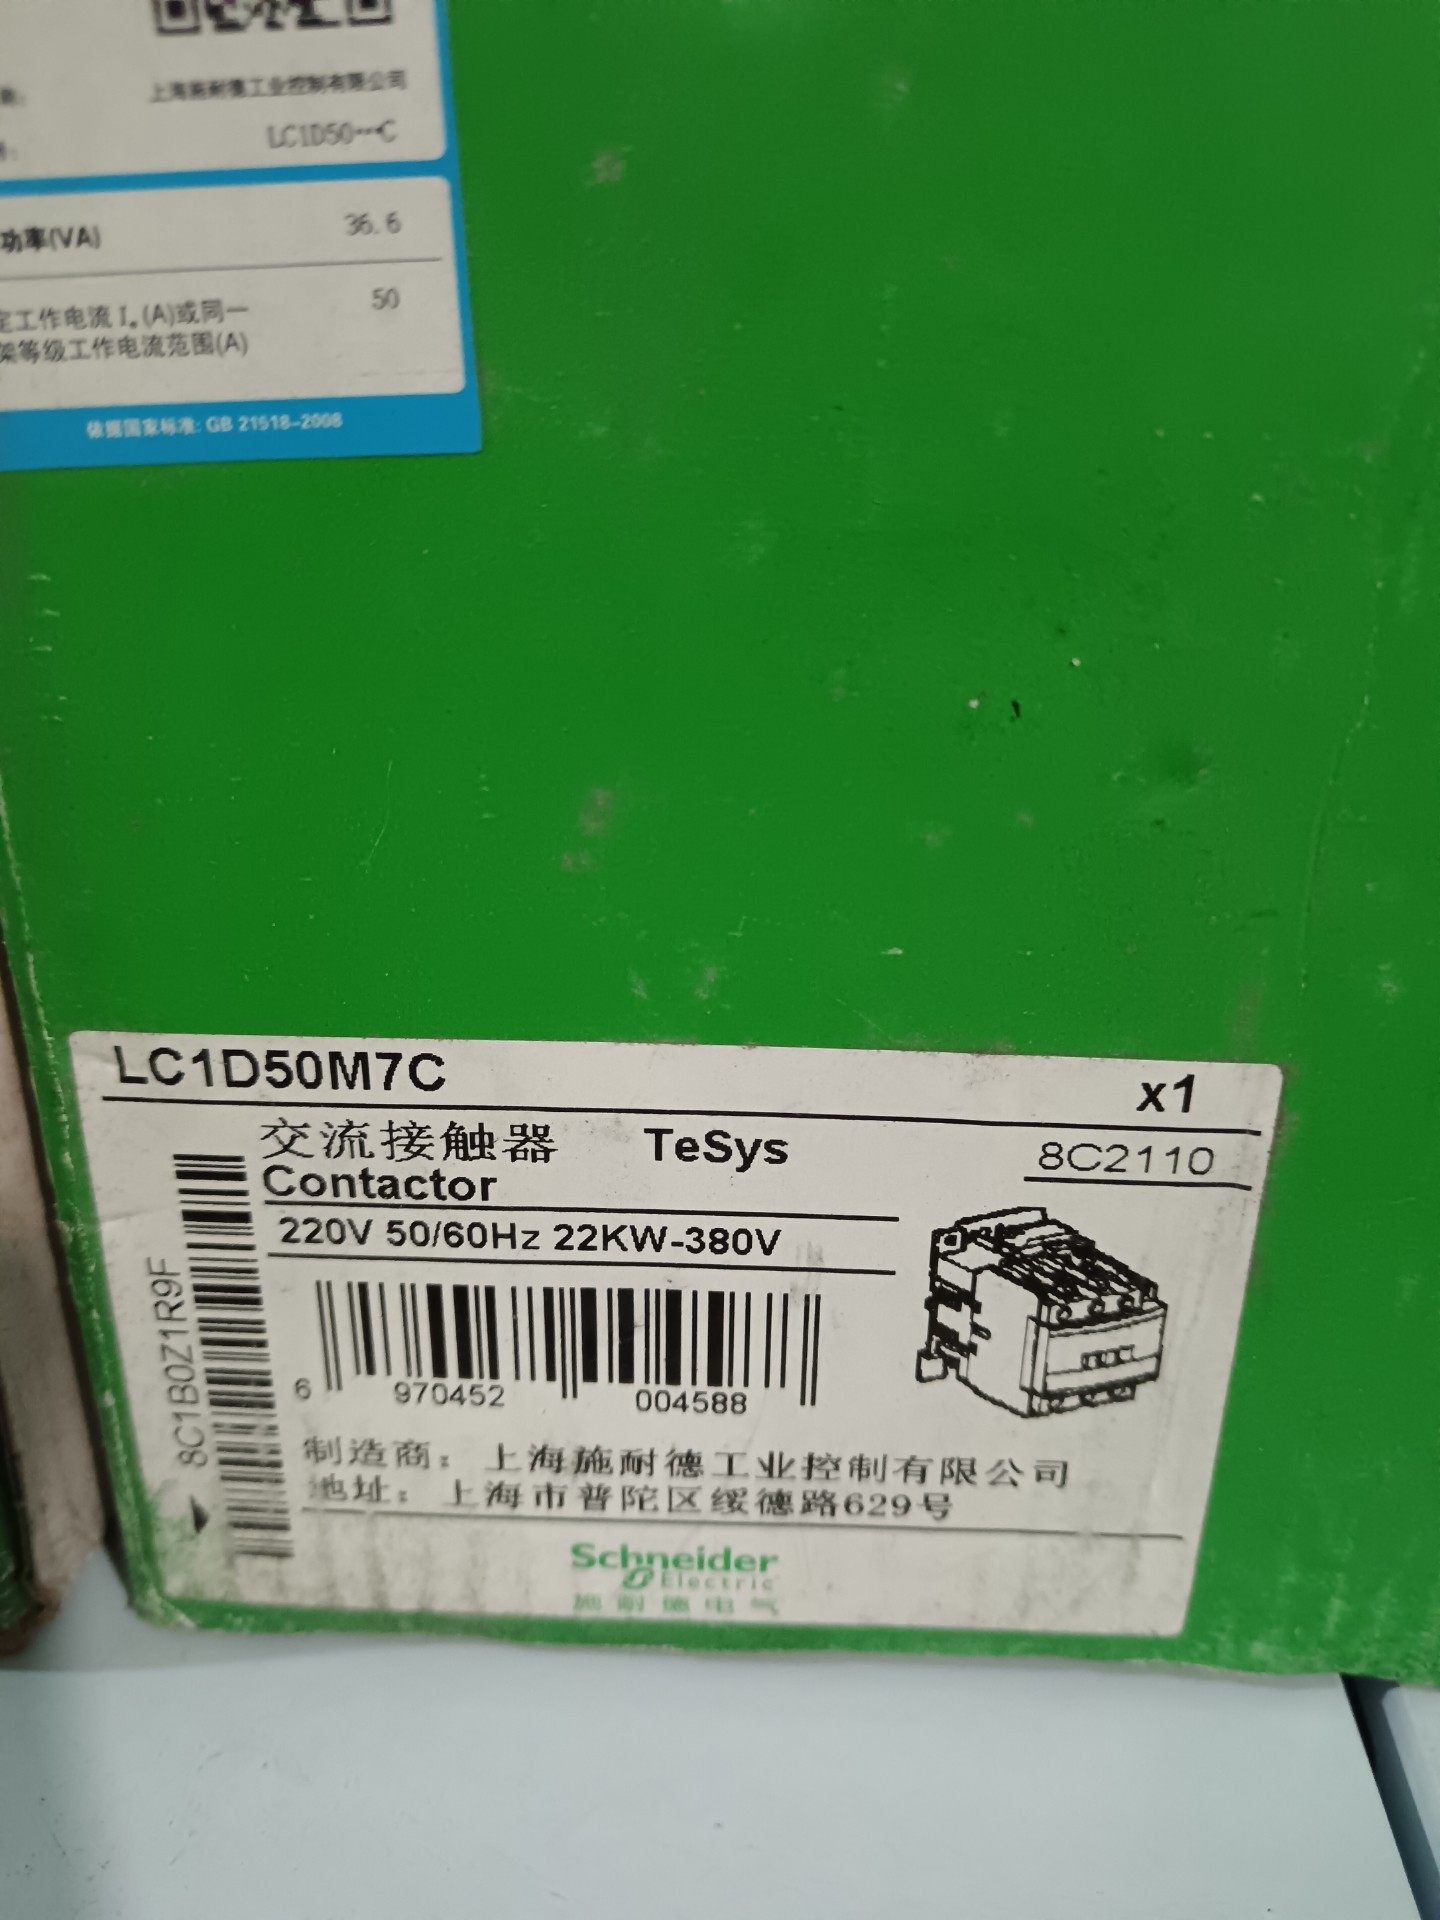 上海施耐德工业控制有限公司
LC1D50···C
功率(VA) 36.6
定工作电流 Iₑ(A)或同一 50
架等级工作电流范围(A)
依据国家标准: GB 21518-2008
LC1D50M7C x1
交流接触器 TeSys 8C2110
Contactor
220V 50/60Hz 22KW-380V
8C1B0Z1R9F
6 970452 004588
制造商：上海施耐德工业控制有限公司
地址：上海市普陀区绥德路629号
Schneider
Electric
施耐德电气